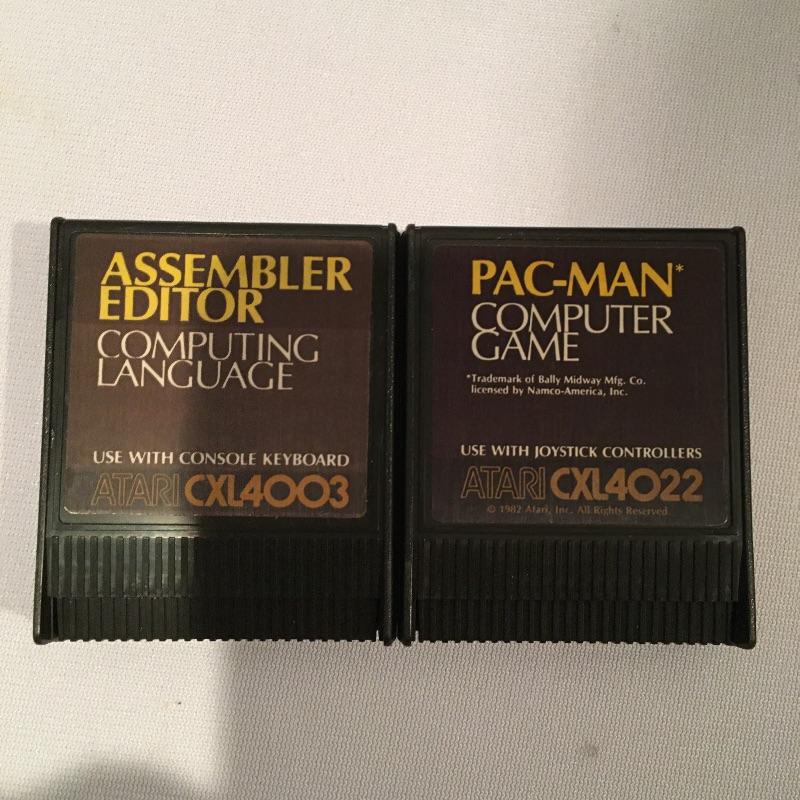 ASSEMBLER
EDITOR
COMPUTING
LANGUAGE
USE WITH CONSOLE KEYBOARD
ATARI CXL4003
PAC-MAN*
COMPUTER
GAME
*Trademark of Bally Midway Mfg. Co.
licensed by Namco-America, Inc.
USE WITH JOYSTICK CONTROLLERS
ATARI CXL4022
© 1982 Atari, Inc. All Rights Reserved